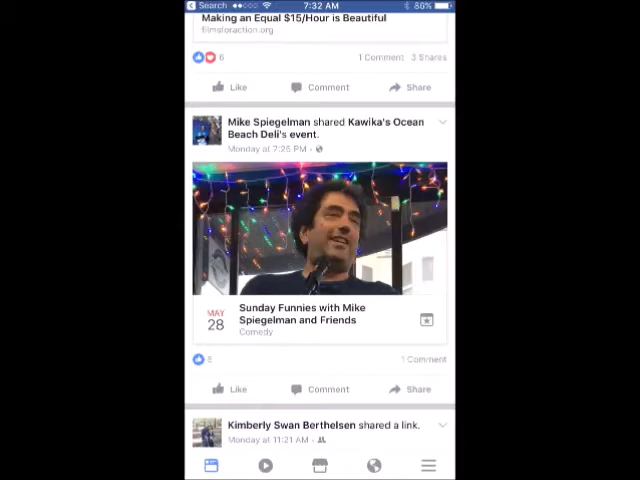 Search
7:32 AM
86%
Making an Equal $15/Hour is Beautiful
filmsforaction.org
6
1 Comment 3 Shares
Like Comment Share
Mike Spiegelman shared Kawika's Ocean
Beach Deli's event.
Monday at 7:25 PM
MAY
28
Sunday Funnies with Mike
Spiegelman and Friends
Comedy
8
1 Comment
Like Comment Share
Kimberly Swan Berthelsen shared a link.
Monday at 11:21 AM